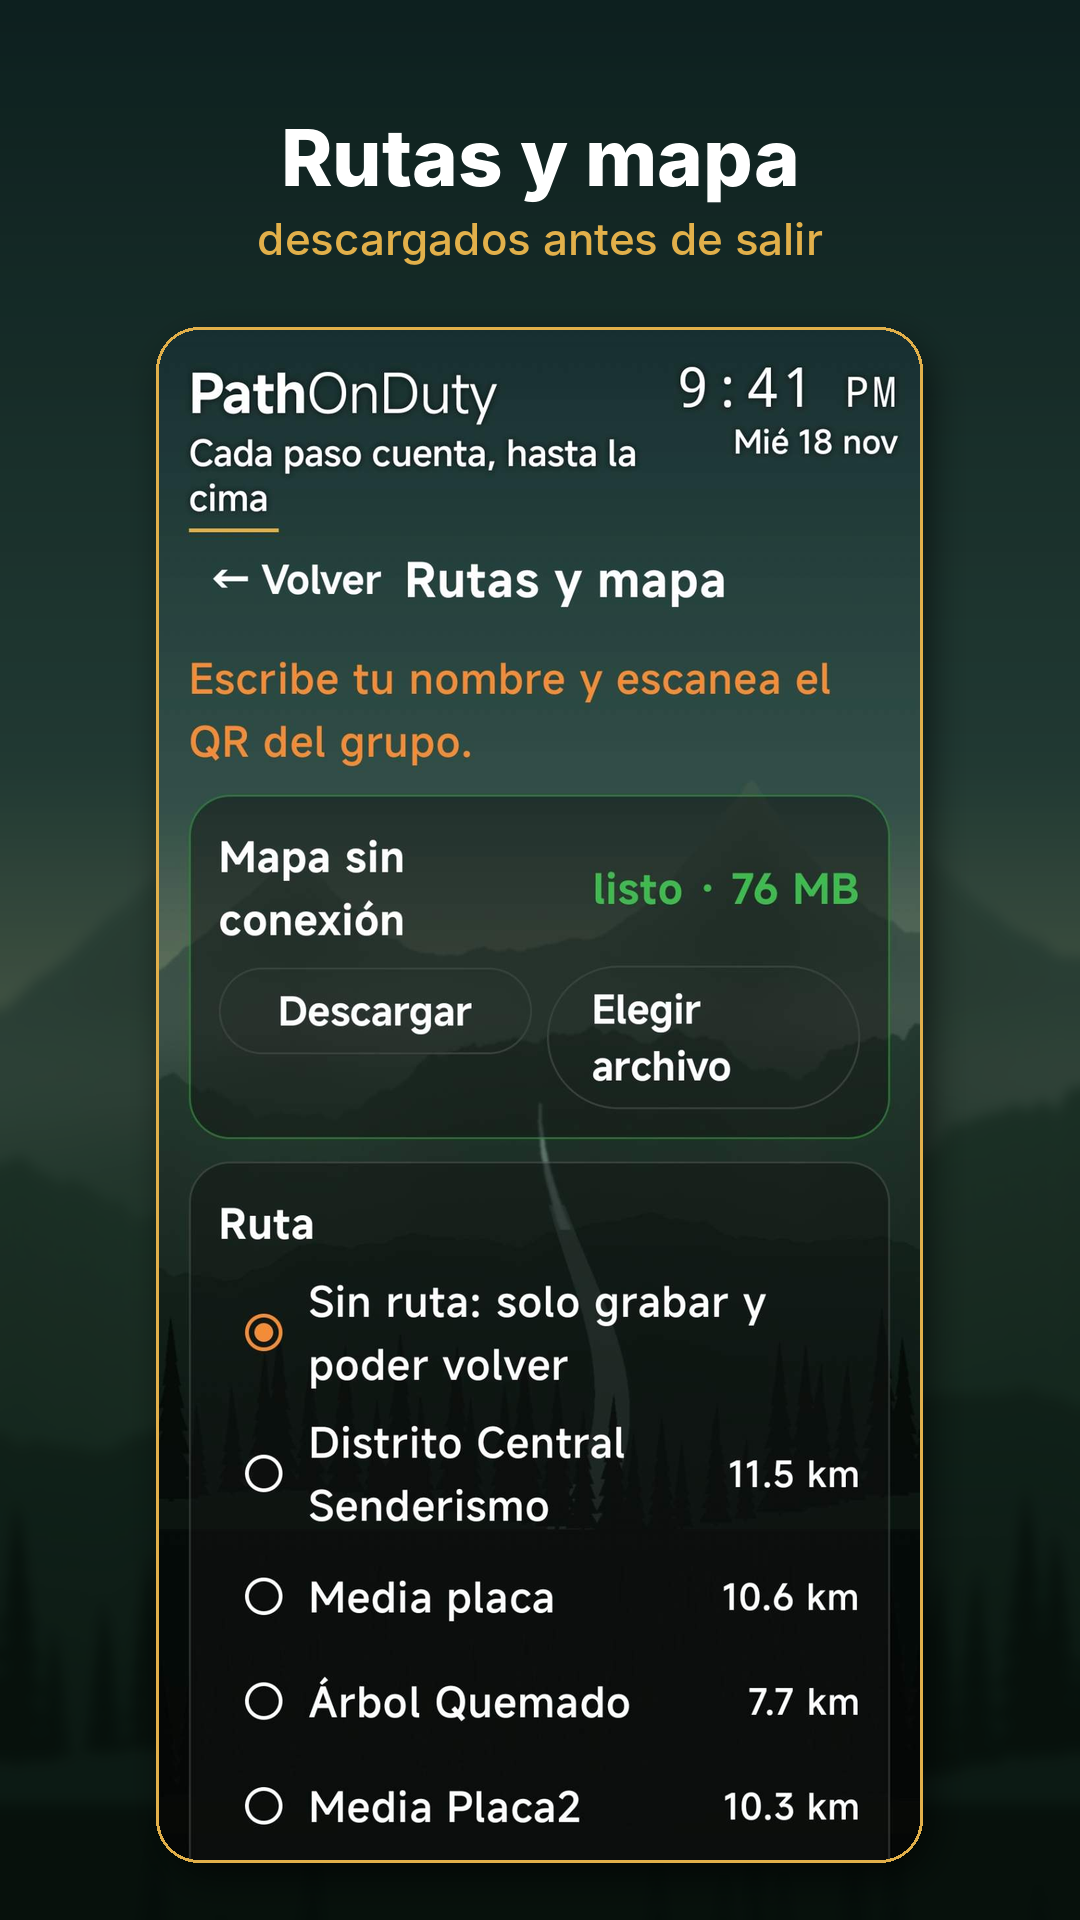 Rutas y mapa
descargados antes de salir
PathOnDuty
9:41 PM
Cada paso cuenta, hasta la
cima
Mié 18 nov
← Volver Rutas y mapa
Escribe tu nombre y escanea el
QR del grupo.
Mapa sin
conexión
listo · 76 MB
Descargar
Elegir
archivo
Ruta
Sin ruta: solo grabar y
poder volver
Distrito Central
Senderismo
11.5 km
Media placa 10.6 km
Árbol Quemado 7.7 km
Media Placa2 10.3 km